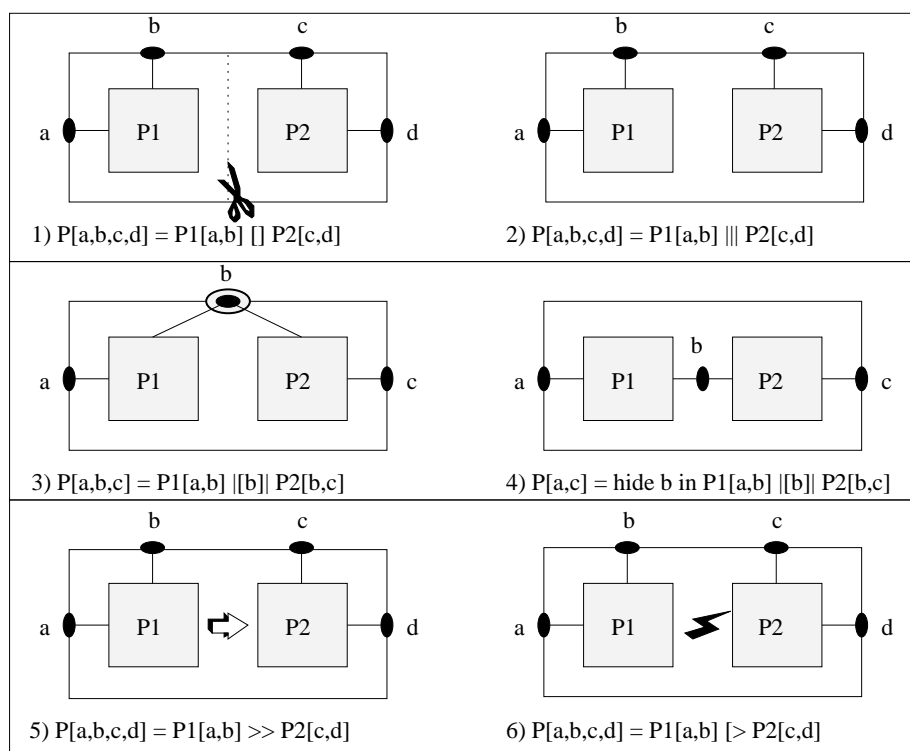 b c
a P1 P2 d
1) P[a,b,c,d] = P1[a,b] [] P2[c,d]
b c
a P1 P2 d
2) P[a,b,c,d] = P1[a,b] ||| P2[c,d]
b
a P1 P2 c
3) P[a,b,c] = P1[a,b] |[b]| P2[b,c]
b
a P1 P2 c
4) P[a,c] = hide b in P1[a,b] |[b]| P2[b,c]
b c
a P1 P2 d
5) P[a,b,c,d] = P1[a,b] >> P2[c,d]
b c
a P1 P2 d
6) P[a,b,c,d] = P1[a,b] [> P2[c,d]